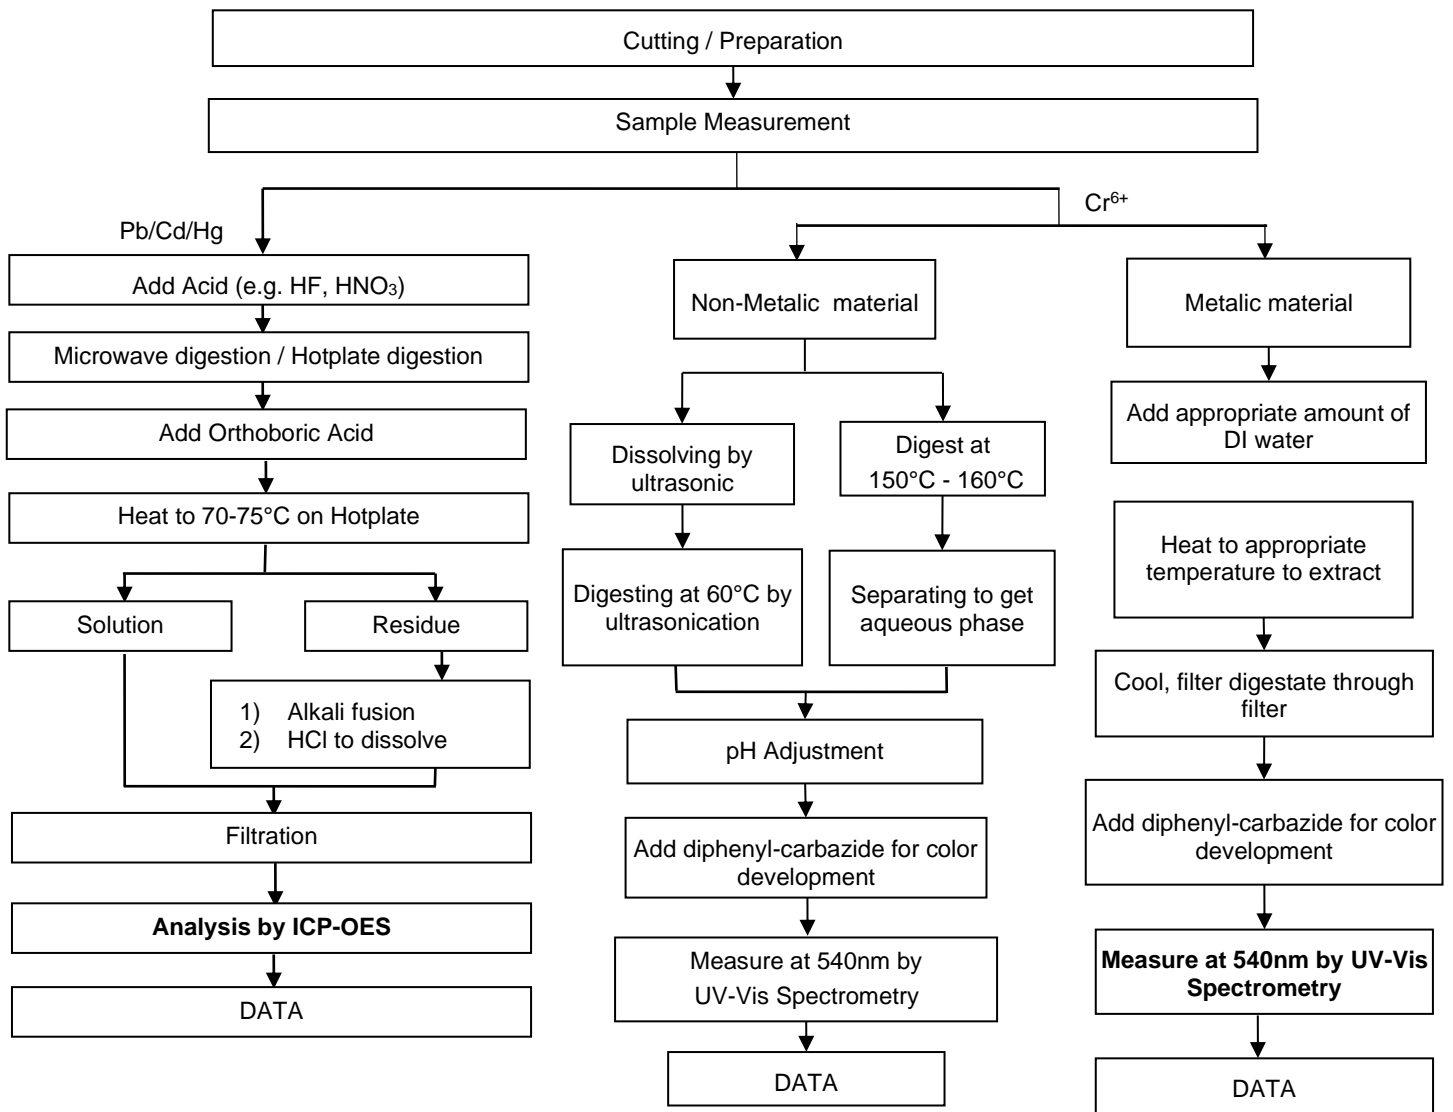 Cutting / Preparation
Sample Measurement
Pb/Cd/Hg
Add Acid (e.g. HF, HNO₃)
Microwave digestion / Hotplate digestion
Add Orthoboric Acid
Heat to 70-75°C on Hotplate
Solution
Residue
1) Alkali fusion
2) HCl to dissolve
Filtration
Analysis by ICP-OES
DATA
Cr⁶⁺
Non-Metalic material
Dissolving by
ultrasonic
Digesting at 60°C by
ultrasonication
Digest at
150°C - 160°C
Separating to get
aqueous phase
pH Adjustment
Add diphenyl-carbazide for color
development
Measure at 540nm by
UV-Vis Spectrometry
DATA
Metalic material
Add appropriate amount of
DI water
Heat to appropriate
temperature to extract
Cool, filter digestate through
filter
Add diphenyl-carbazide for color
development
Measure at 540nm by UV-Vis
Spectrometry
DATA